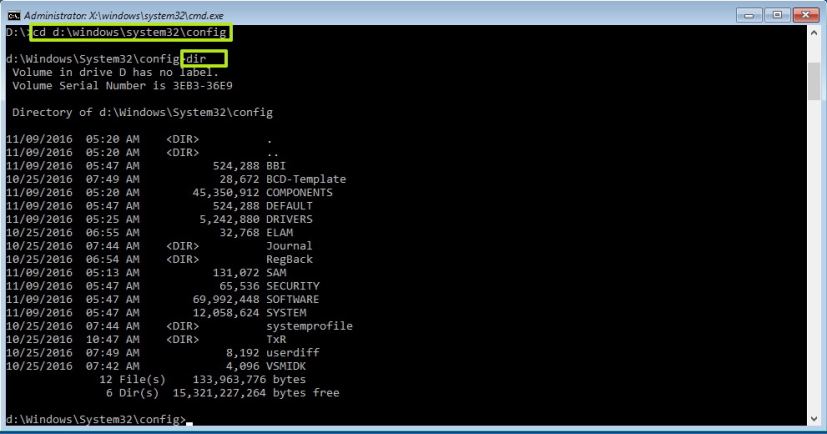 Administrator: X:\windows\system32\cmd.exe
D:\>cd d:\windows\system32\config
d:\Windows\System32\config>dir
Volume in drive D has no label.
Volume Serial Number is 3EB3-36E9
Directory of d:\Windows\System32\config
11/09/2016 05:20 AM <DIR> .
11/09/2016 05:20 AM <DIR> ..
11/09/2016 05:47 AM 524,288 BBI
10/25/2016 07:49 AM 28,672 BCD-Template
11/09/2016 05:20 AM 45,350,912 COMPONENTS
11/09/2016 05:47 AM 524,288 DEFAULT
11/09/2016 05:25 AM 5,242,880 DRIVERS
10/25/2016 06:55 AM 32,768 ELAM
10/25/2016 07:44 AM <DIR> Journal
10/25/2016 06:54 AM <DIR> RegBack
11/09/2016 05:13 AM 131,072 SAM
11/09/2016 05:47 AM 65,536 SECURITY
11/09/2016 05:47 AM 69,992,448 SOFTWARE
11/09/2016 05:47 AM 12,058,624 SYSTEM
10/25/2016 07:44 AM <DIR> systemprofile
10/25/2016 10:47 AM <DIR> TxR
10/25/2016 07:49 AM 8,192 userdiff
10/25/2016 07:42 AM 4,096 VSMIDK
12 File(s) 133,963,776 bytes
6 Dir(s) 15,321,227,264 bytes free
d:\Windows\System32\config>_